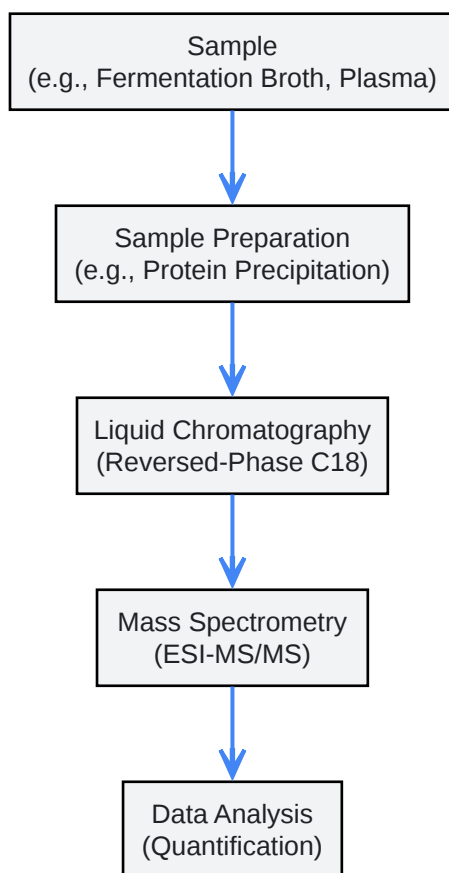 Sample
(e.g., Fermentation Broth, Plasma)
Sample Preparation
(e.g., Protein Precipitation)
Liquid Chromatography
(Reversed-Phase C18)
Mass Spectrometry
(ESI-MS/MS)
Data Analysis
(Quantification)